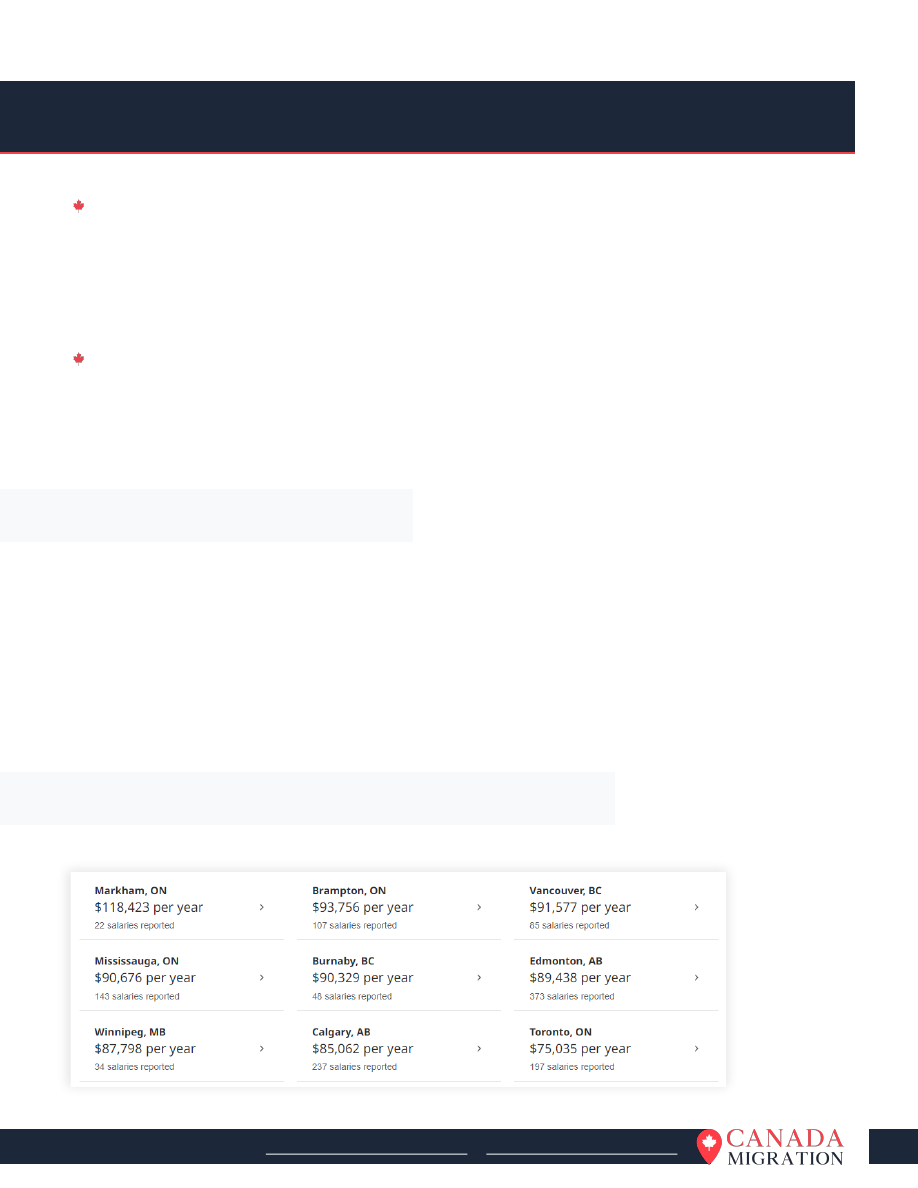 Markham, ON
$118,423 per year
22 salaries reported
Brampton, ON
$93,756 per year
107 salaries reported
Vancouver, BC
$91,577 per year
85 salaries reported
Mississauga, ON
$90,676 per year
143 salaries reported
Burnaby, BC
$90,329 per year
48 salaries reported
Edmonton, AB
$89,438 per year
373 salaries reported
Winnipeg, MB
$87,798 per year
34 salaries reported
Calgary, AB
$85,062 per year
237 salaries reported
Toronto, ON
$75,035 per year
197 salaries reported
CANADA
MIGRATION